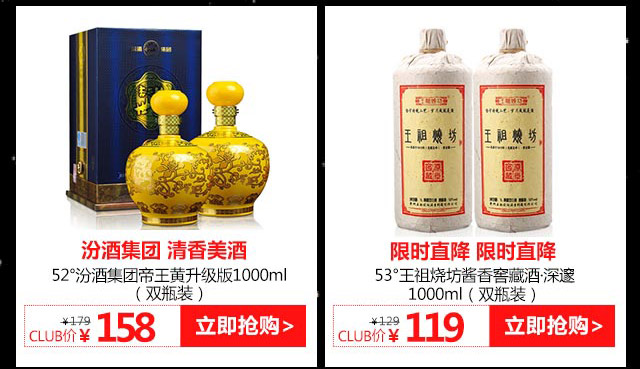 汾酒集团 清香美酒
52°汾酒集团帝王黄升级版1000ml
（双瓶装）
¥179
CLUB价¥158
立即抢购>
王祖烧坊
限时直降 限时直降
53°王祖烧坊酱香窖藏酒·深邃
1000ml（双瓶装）
¥129
CLUB价¥119
立即抢购>